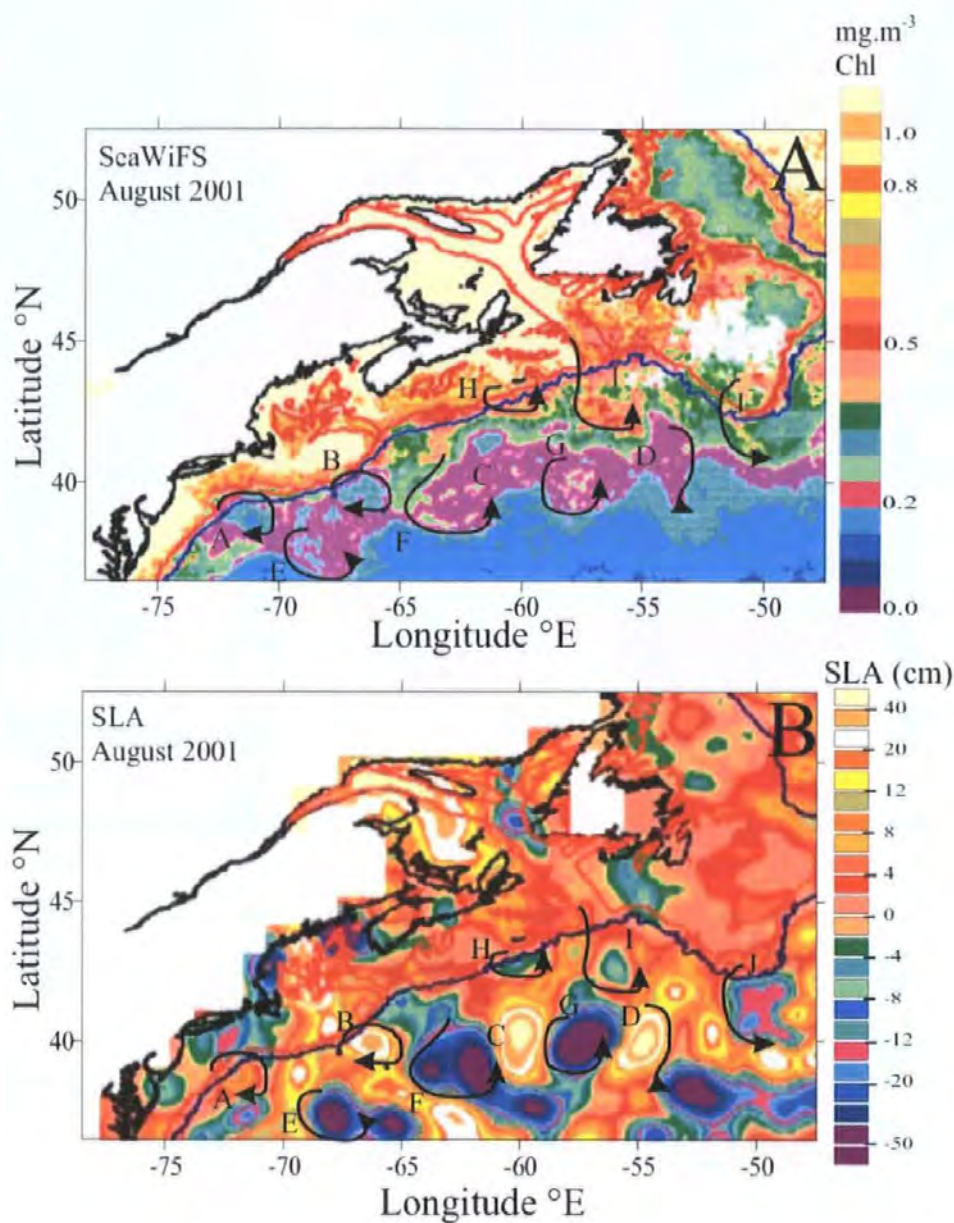 mg.m-3
Chl
SeaWiFS
August 2001
A
1.0
0.8
0.5
0.2
0.0
50
45
40
Latitude °N
H
I
J
B
C
G
D
A
F
E
-75
-70
-65
-60
-55
-50
Longitude °E
SLA (cm)
SLA
August 2001
B
40
20
12
8
4
0
-4
-8
-12
-20
-50
50
45
40
Latitude °N
H
I
J
B
C
G
D
A
F
E
-75
-70
-65
-60
-55
-50
Longitude °E